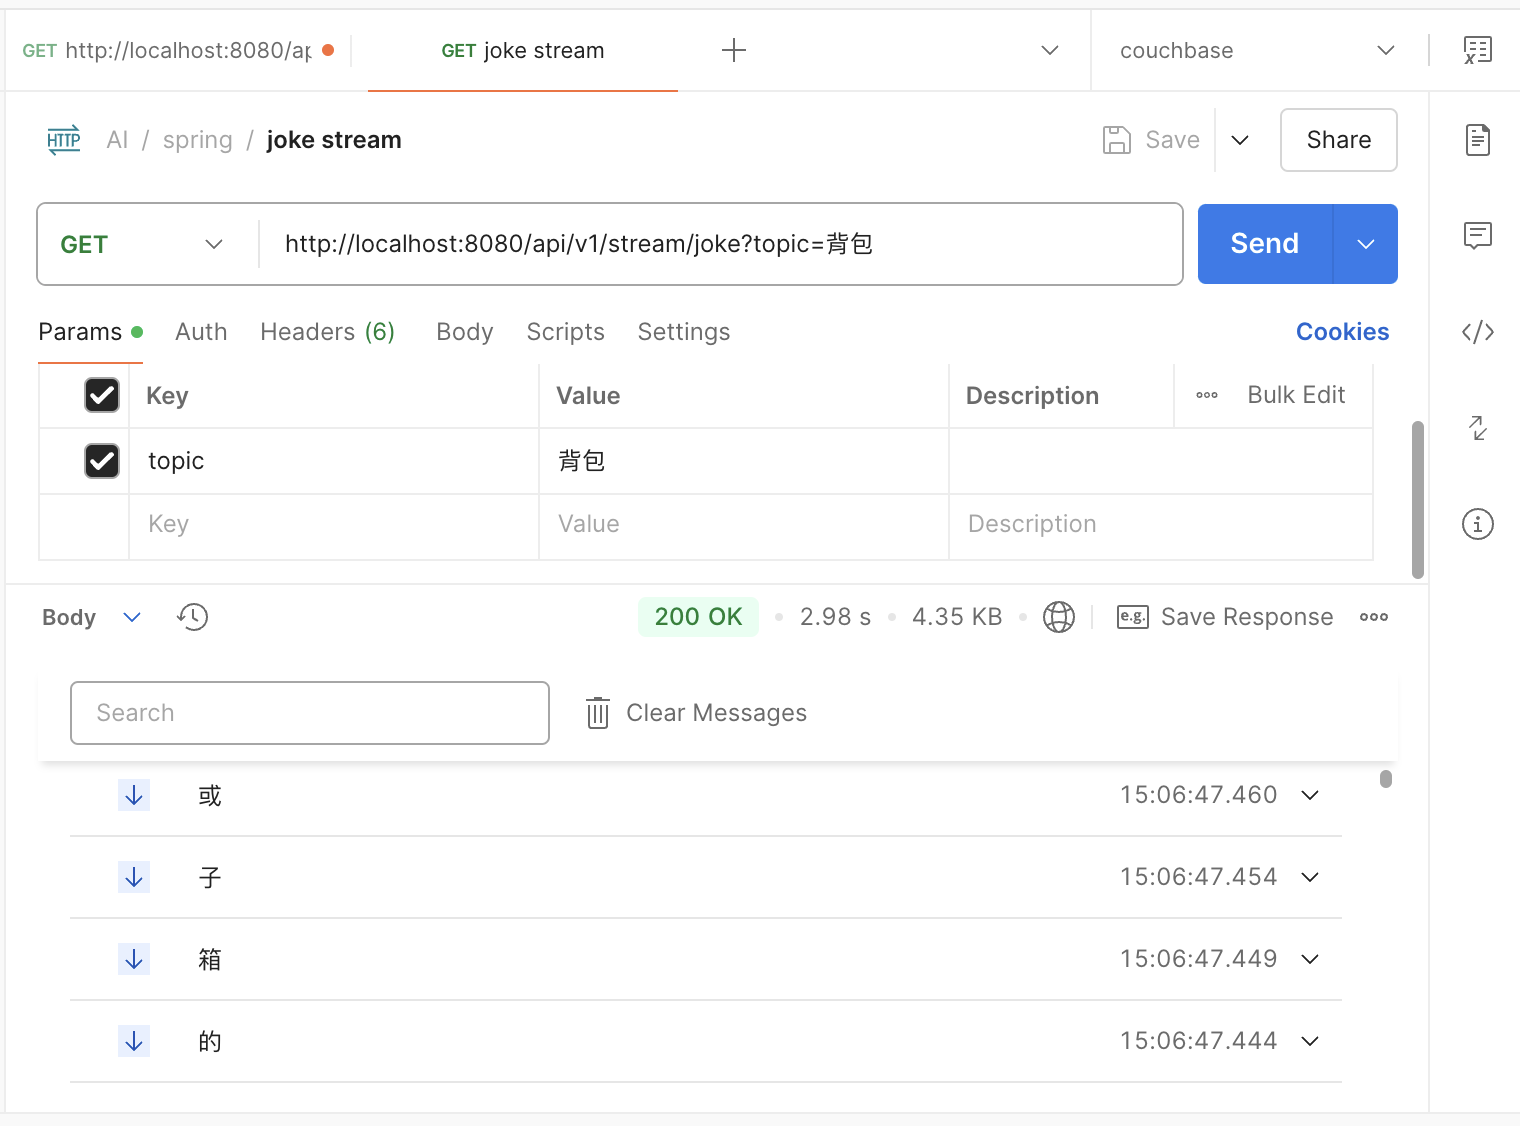 GET http://localhost:8080/ap
GET joke stream
couchbase
HTTP AI / spring / joke stream
Save
Share
GET
http://localhost:8080/api/v1/stream/joke?topic=背包
Send
Params Auth Headers (6) Body Scripts Settings
Cookies
Key Value Description Bulk Edit
topic 背包
Key Value Description
Body
200 OK 2.98 s 4.35 KB e.g. Save Response
Search
Clear Messages
或 15:06:47.460
子 15:06:47.454
箱 15:06:47.449
的 15:06:47.444